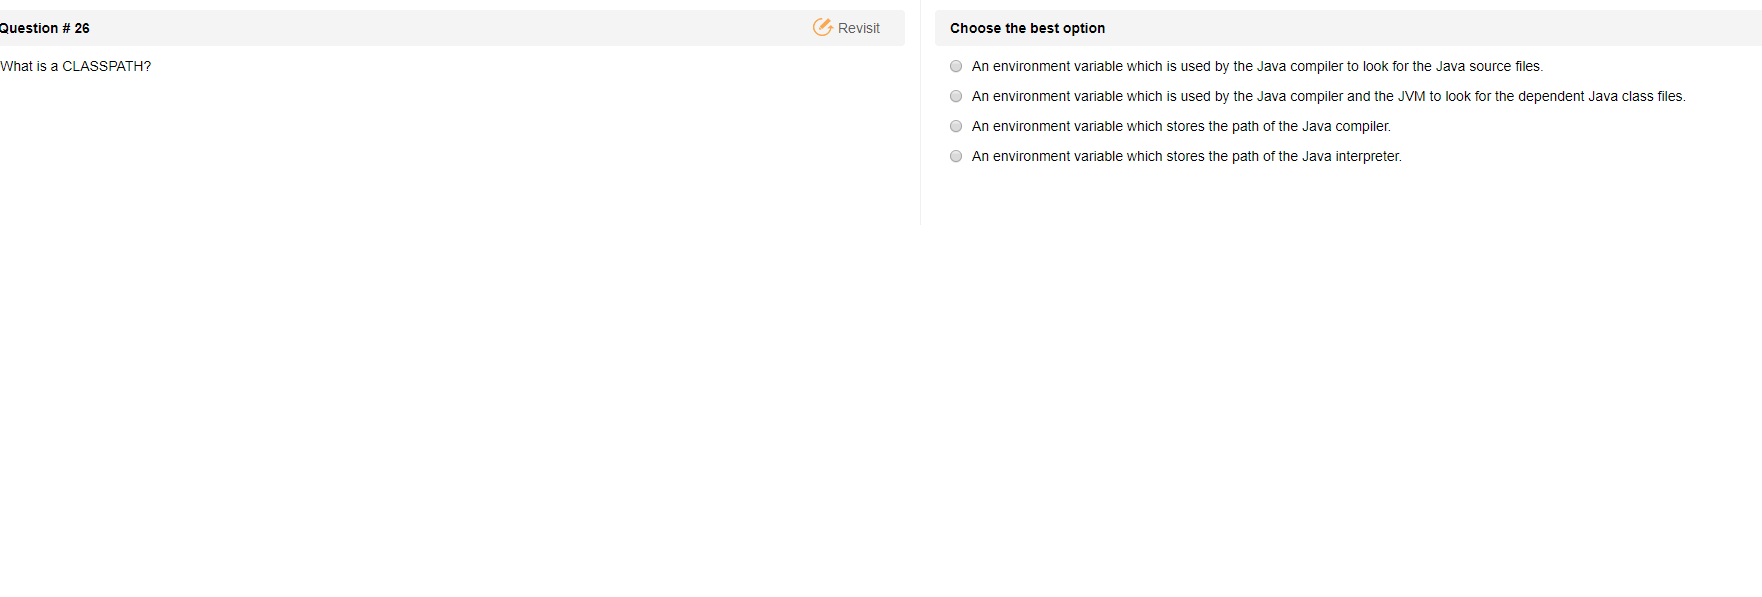 Question # 26
Revisit
What is a CLASSPATH?
Choose the best option
An environment variable which is used by the Java compiler to look for the Java source files.
An environment variable which is used by the Java compiler and the JVM to look for the dependent Java class files.
An environment variable which stores the path of the Java compiler.
An environment variable which stores the path of the Java interpreter.